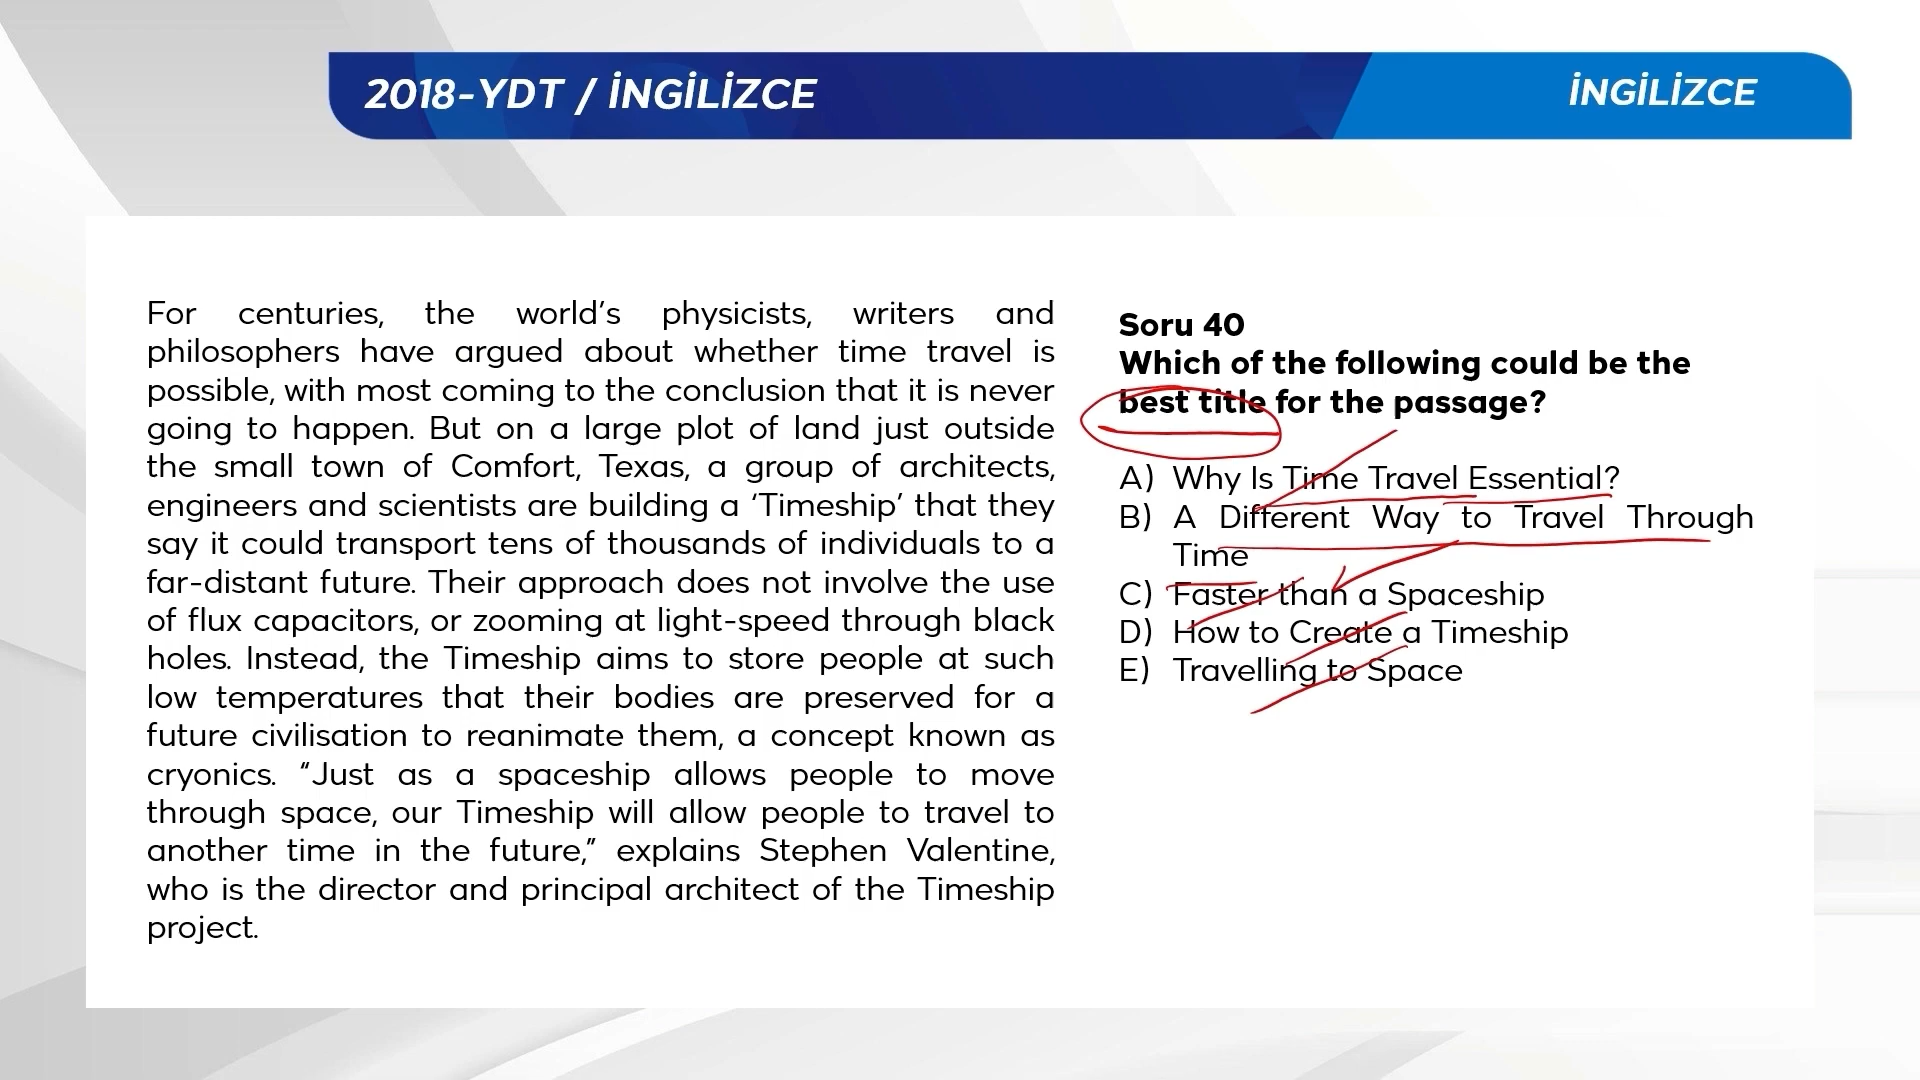 2018-YDT / İNGİLİZCE
İNGİLİZCE
For centuries, the world's physicists, writers and
philosophers have argued about whether time travel is
possible, with most coming to the conclusion that it is never
going to happen. But on a large plot of land just outside
the small town of Comfort, Texas, a group of architects,
engineers and scientists are building a ‘Timeship’ that they
say it could transport tens of thousands of individuals to a
far-distant future. Their approach does not involve the use
of flux capacitors, or zooming at light-speed through black
holes. Instead, the Timeship aims to store people at such
low temperatures that their bodies are preserved for a
future civilisation to reanimate them, a concept known as
cryonics. “Just as a spaceship allows people to move
through space, our Timeship will allow people to travel to
another time in the future,” explains Stephen Valentine,
who is the director and principal architect of the Timeship
project.
Soru 40
Which of the following could be the
best title for the passage?
A) Why Is Time Travel Essential?
B) A Different Way to Travel Through
Time
C) Faster than a Spaceship
D) How to Create a Timeship
E) Travelling to Space